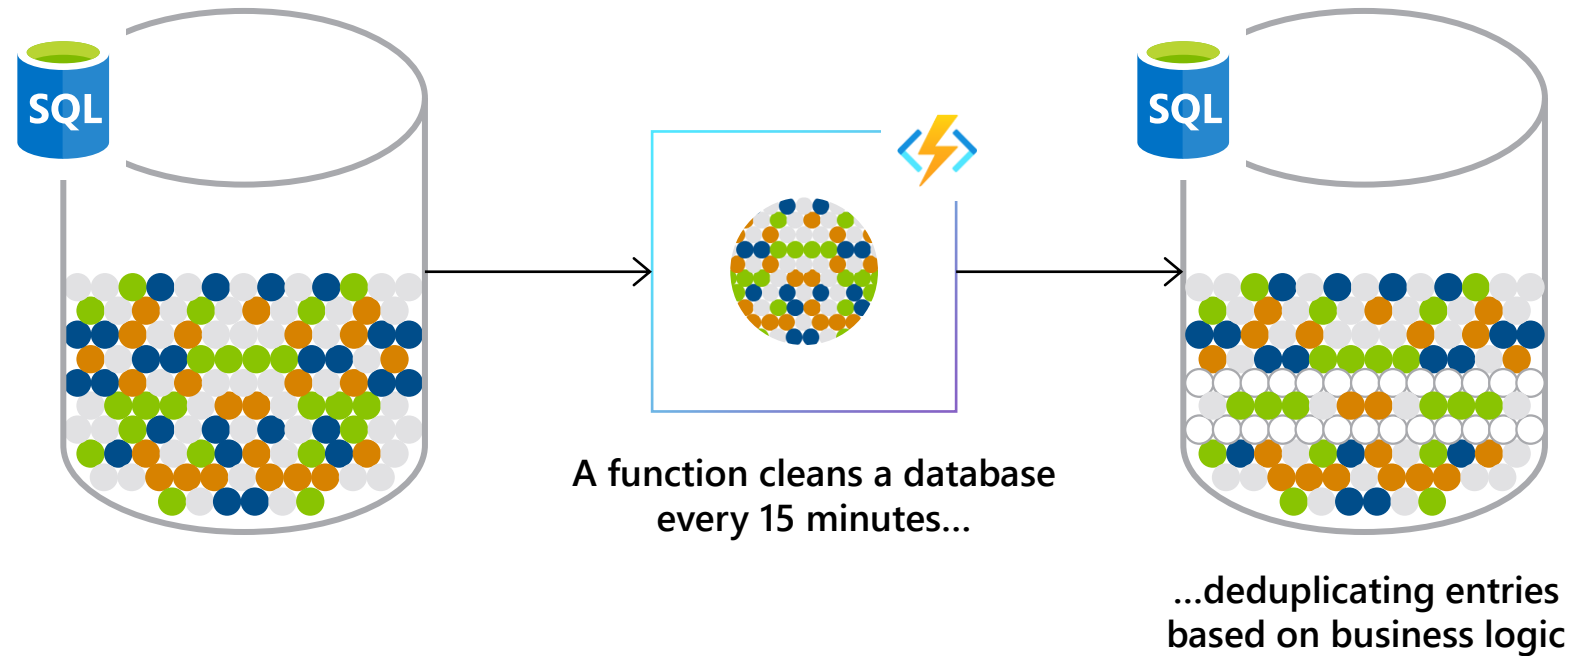 SQL
SQL
A function cleans a database
every 15 minutes...
...deduplicating entries
based on business logic